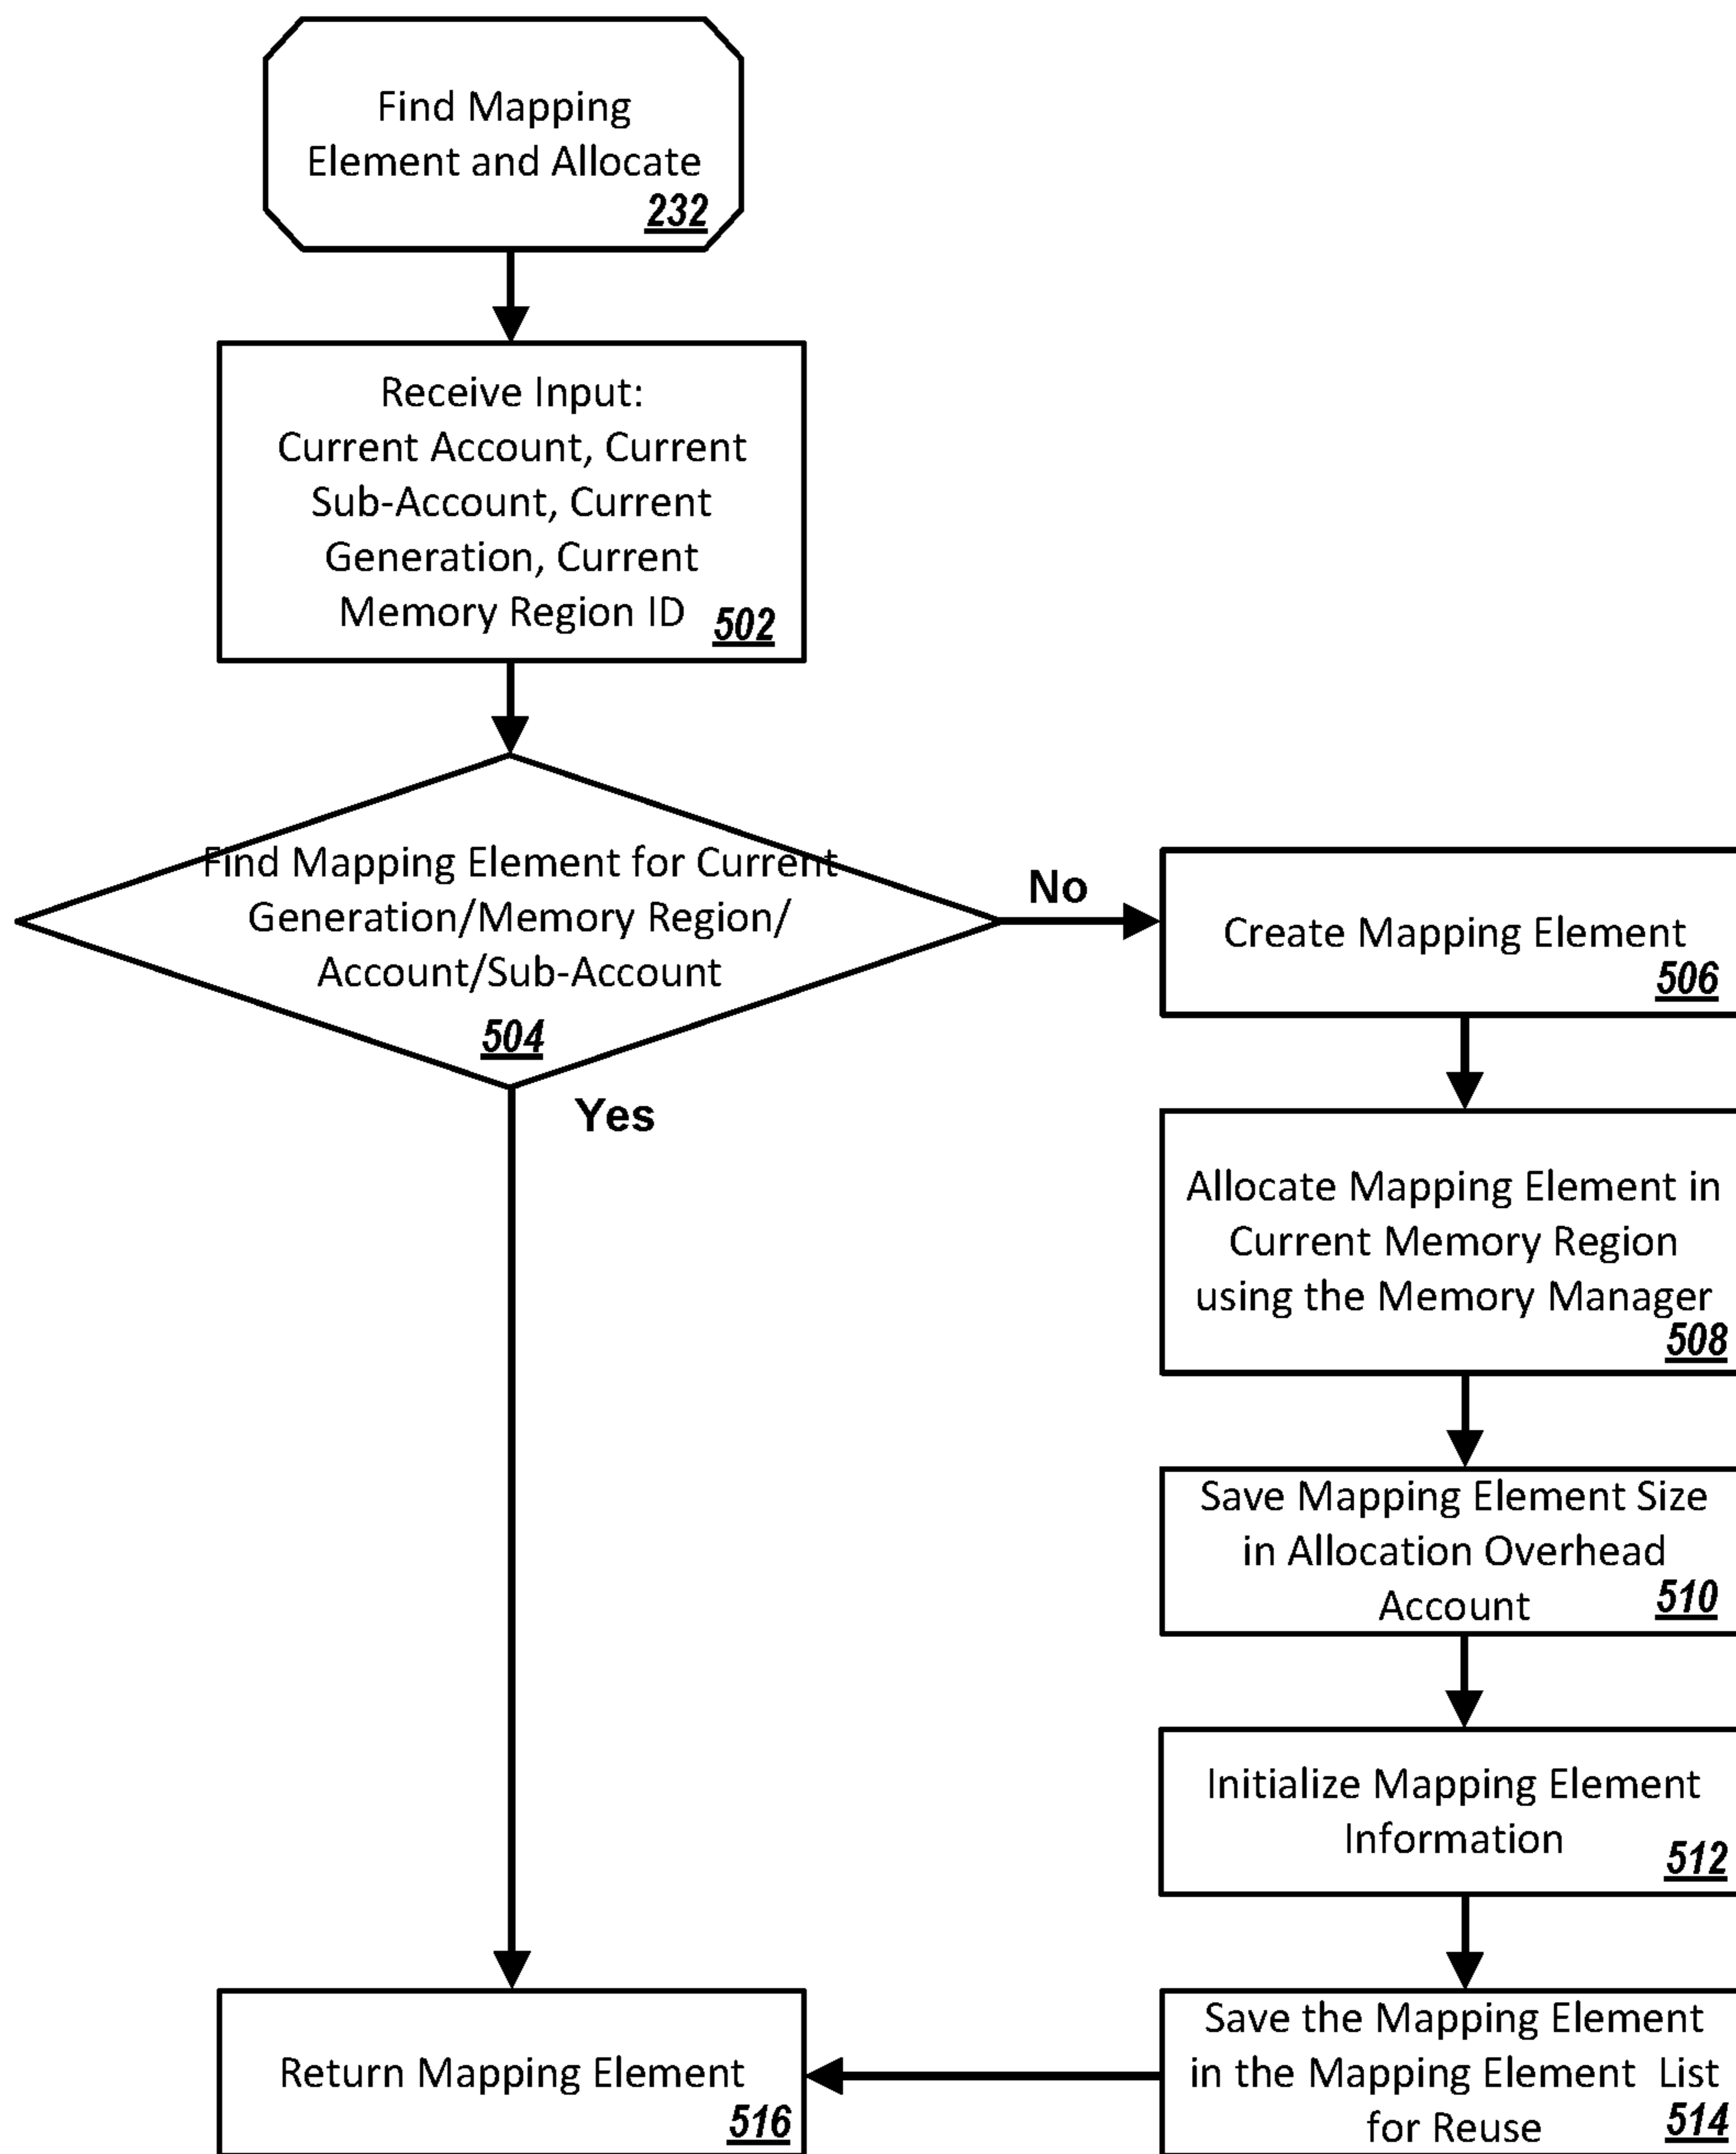 Find Mapping
Element and Allocate
232
Receive Input:
Current Account, Current
Sub-Account, Current
Generation, Current
Memory Region ID
502
Find Mapping Element for Current
Generation/Memory Region/
Account/Sub-Account
504
No
Yes
Create Mapping Element
506
Allocate Mapping Element in
Current Memory Region
using the Memory Manager
508
Save Mapping Element Size
in Allocation Overhead
Account
510
Initialize Mapping Element
Information
512
Save the Mapping Element
in the Mapping Element List
for Reuse
514
Return Mapping Element
516